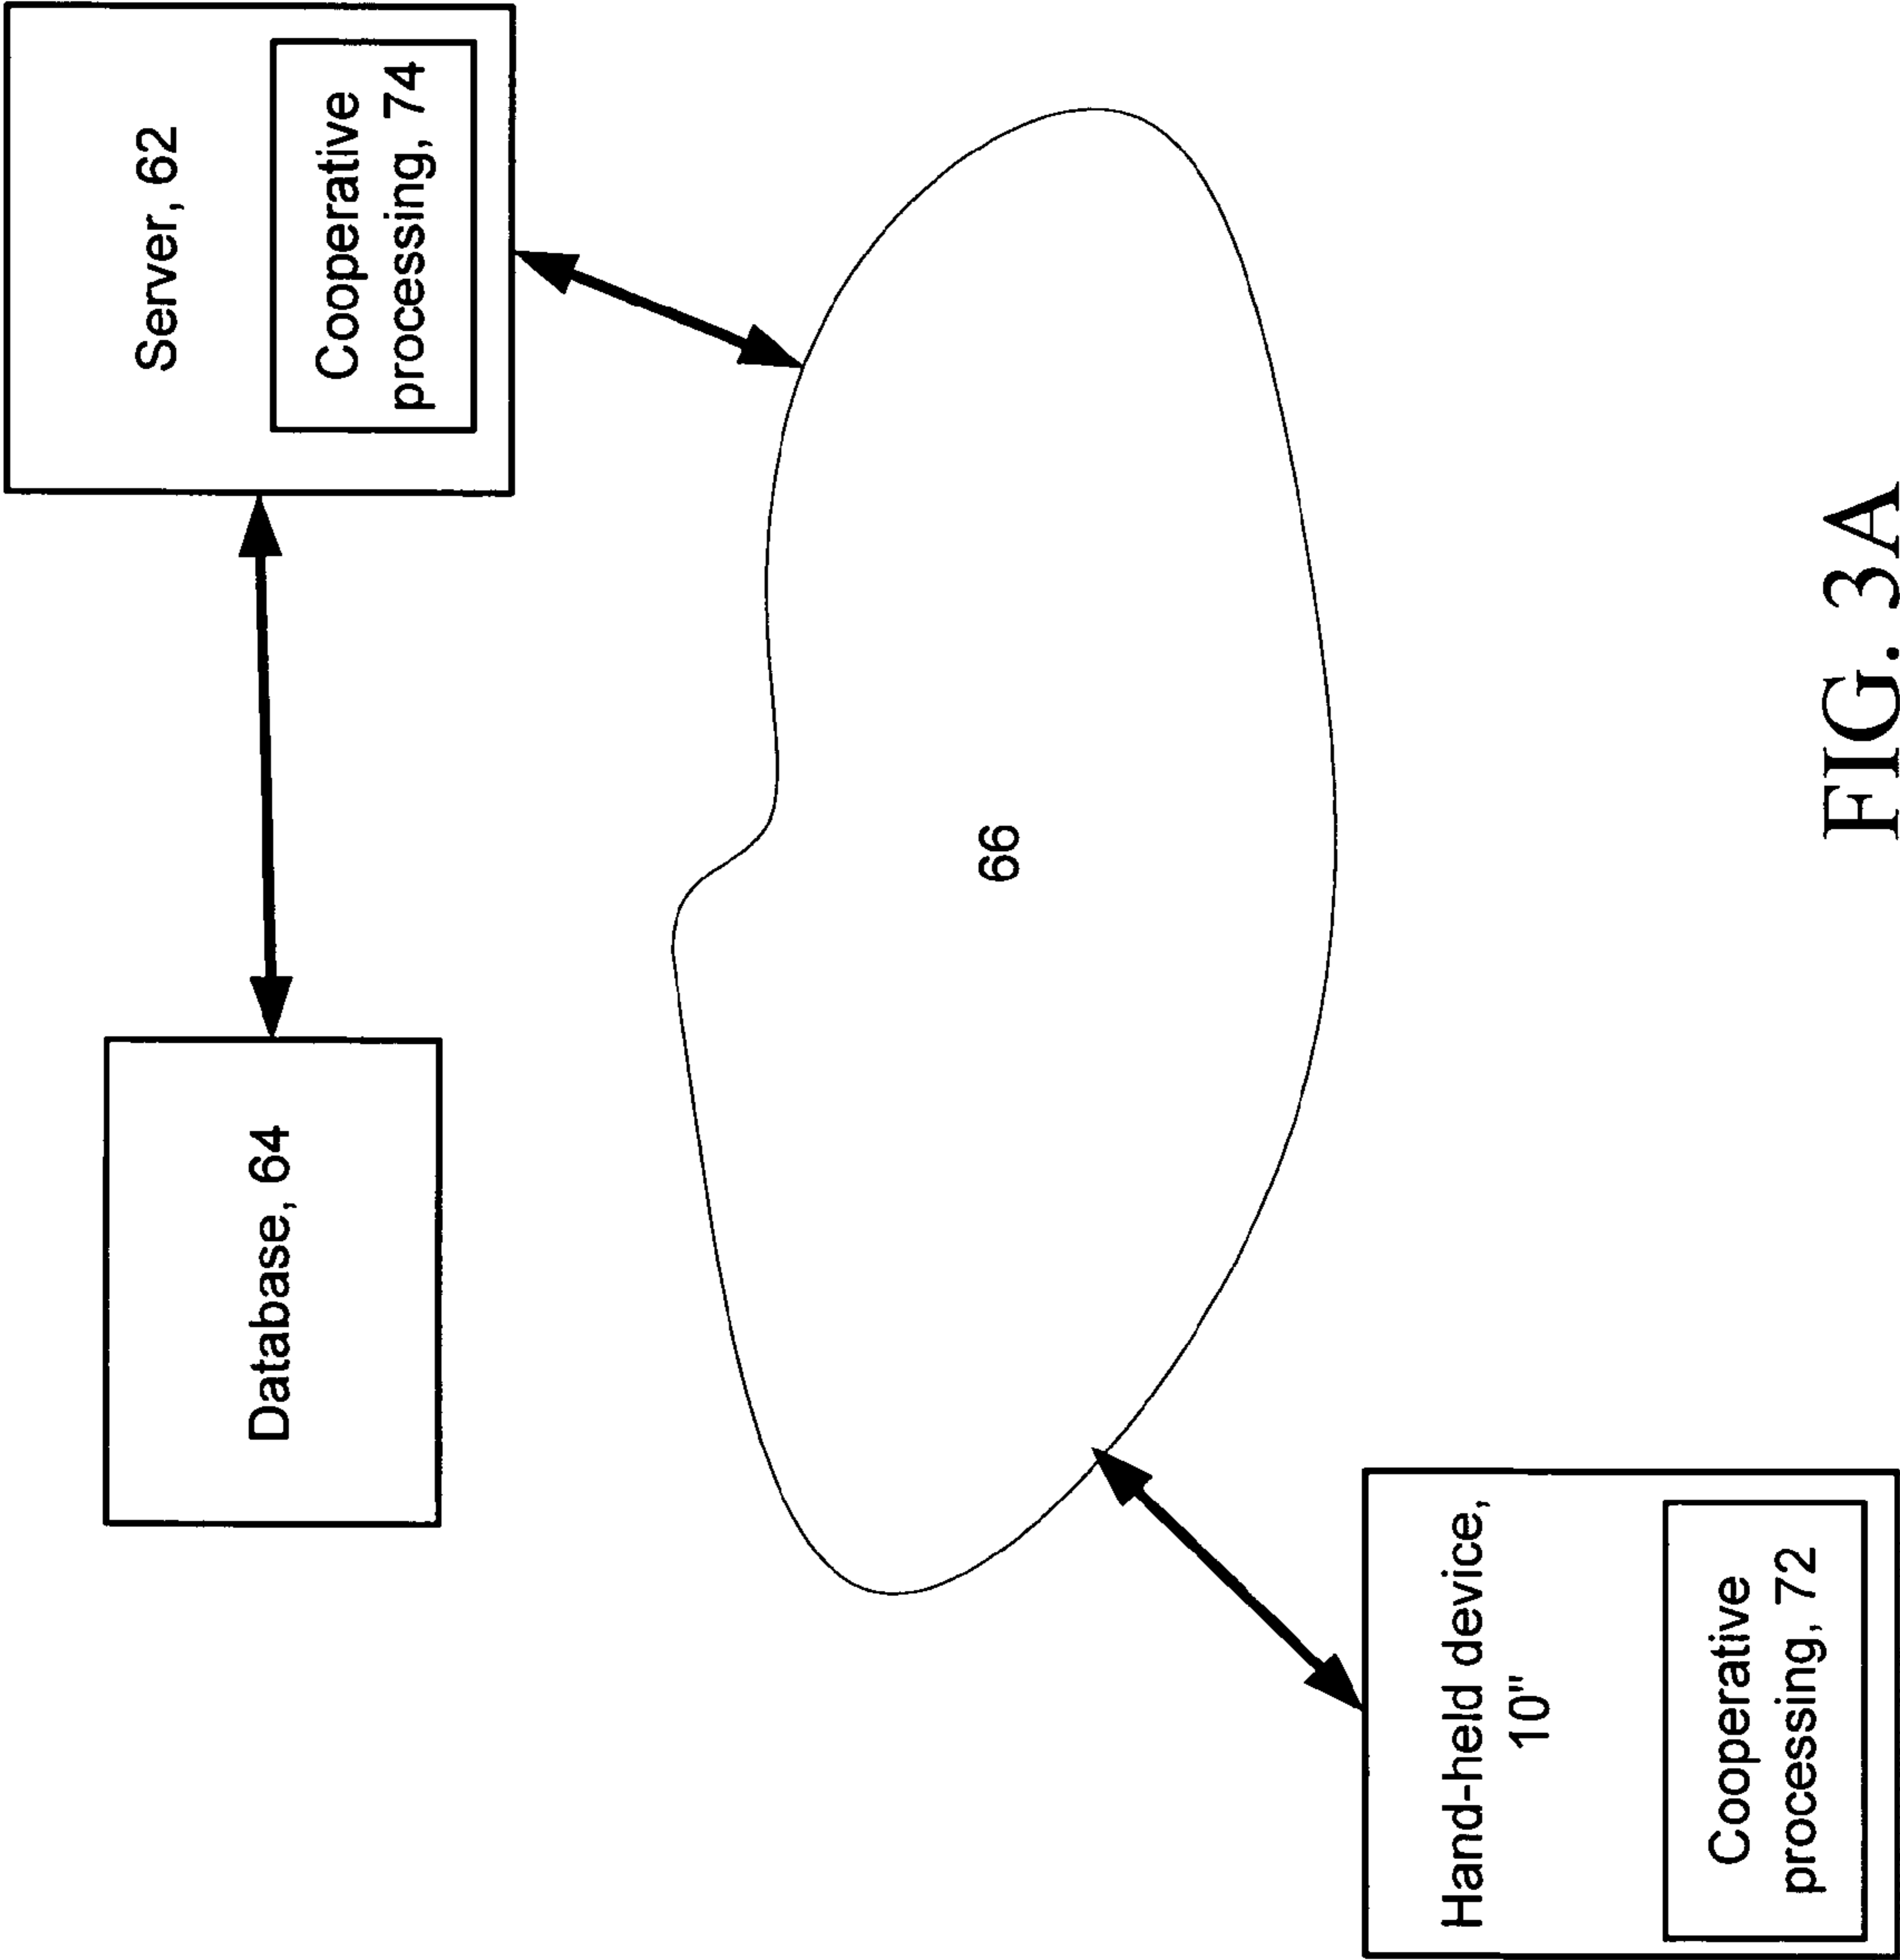 Server, 62
Cooperative
processing, 74
Database, 64
66
Hand-held device,
10"
Cooperative
processing, 72
FIG. 3A